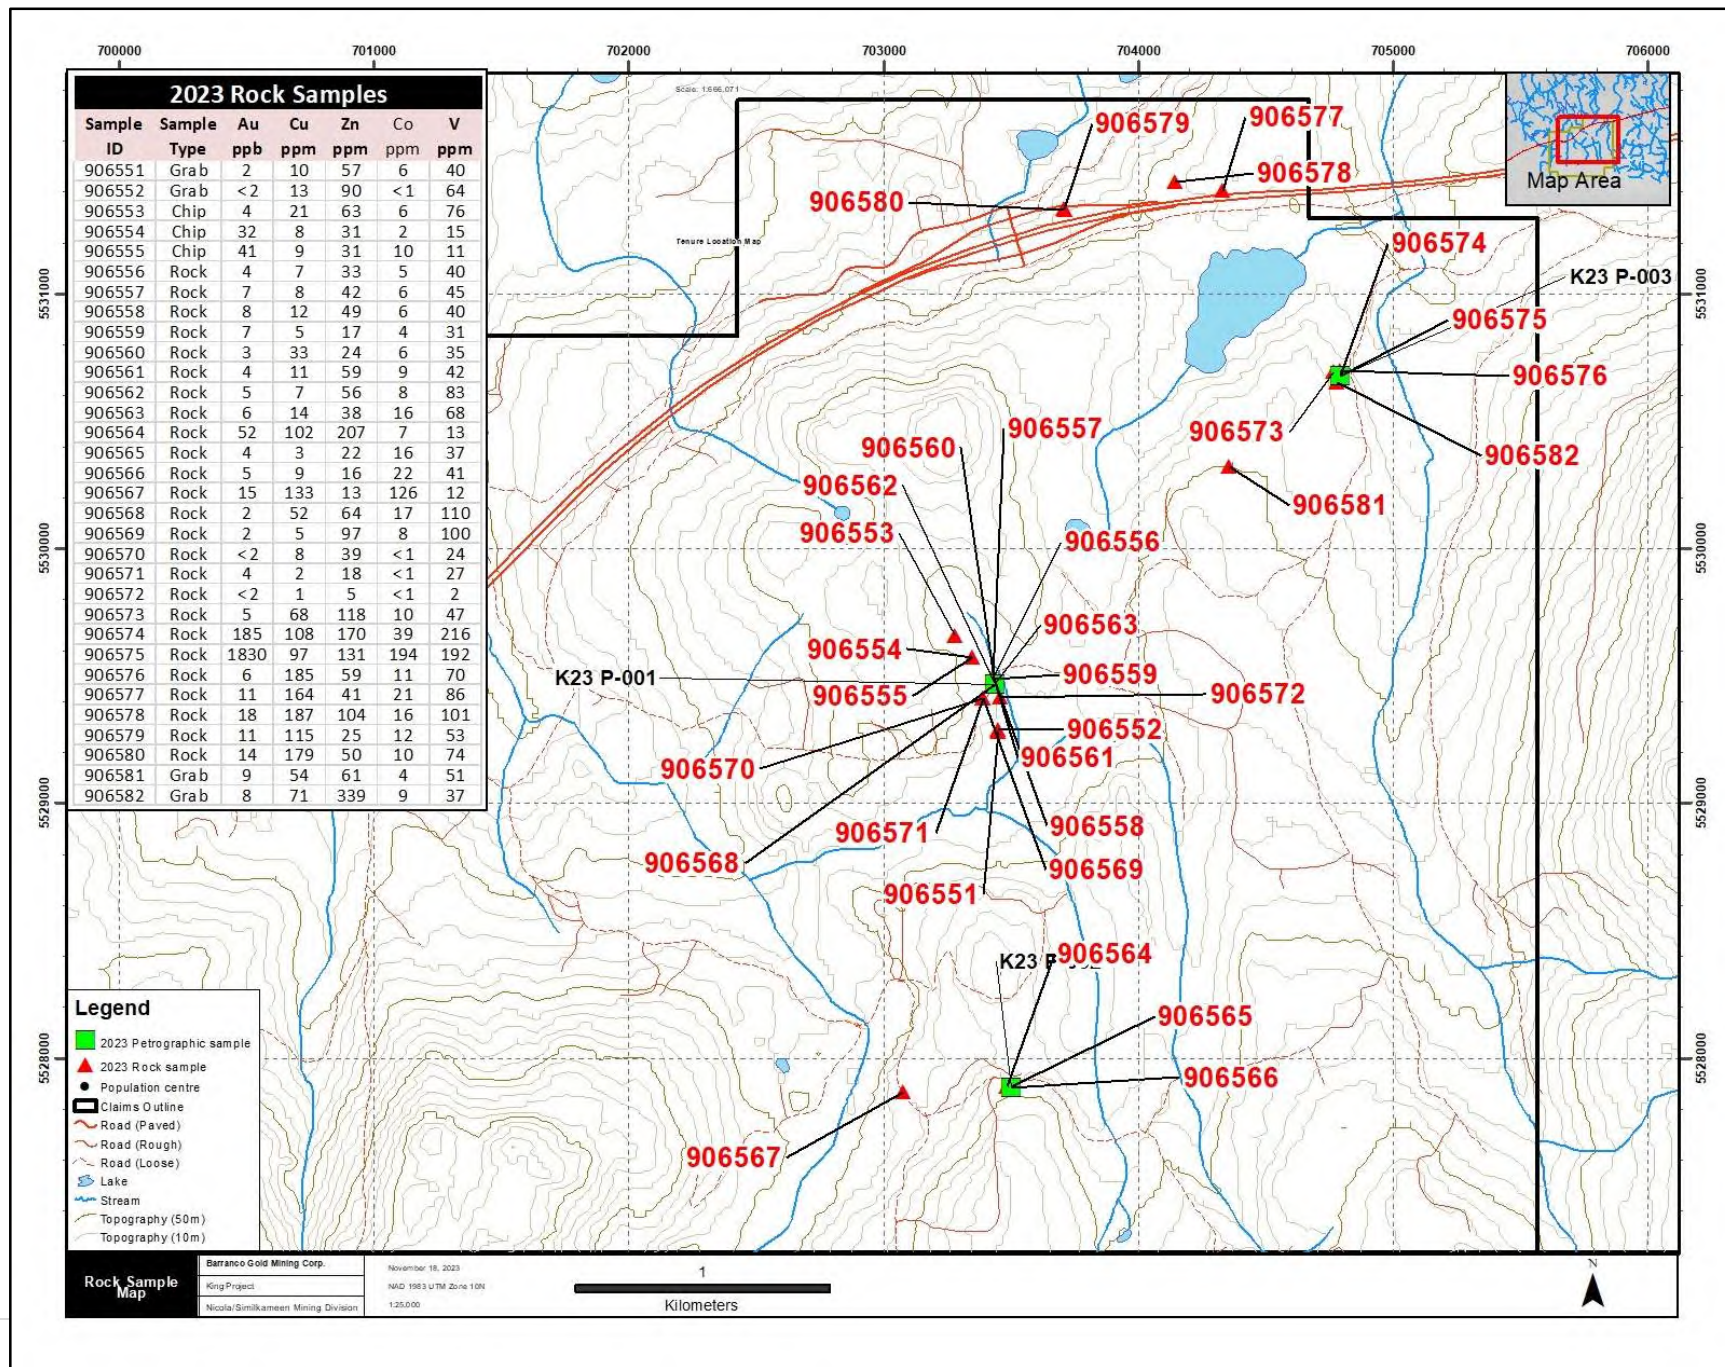 700000 701000 702000 703000 704000 705000 706000
2023 Rock Samples
Sample Sample Au Cu Zn Co V
ID Type ppb ppm ppm ppm ppm
906551 Grab 2 10 57 6 40
906552 Grab <2 13 90 <1 64
906553 Chip 4 21 63 6 76
906554 Chip 32 8 31 2 15
906555 Chip 41 9 31 10 11
906556 Rock 4 7 33 5 40
906557 Rock 7 8 42 6 45
906558 Rock 8 12 49 6 40
906559 Rock 7 5 17 4 31
906560 Rock 3 33 24 6 35
906561 Rock 4 11 59 9 42
906562 Rock 5 7 56 8 83
906563 Rock 6 14 38 16 68
906564 Rock 52 102 207 7 13
906565 Rock 4 3 22 16 37
906566 Rock 5 9 16 22 41
906567 Rock 15 133 13 126 12
906568 Rock 2 52 64 17 110
906569 Rock 2 5 97 8 100
906570 Rock <2 8 39 <1 24
906571 Rock 4 2 18 <1 27
906572 Rock <2 1 5 <1 2
906573 Rock 5 68 118 10 47
906574 Rock 185 108 170 39 216
906575 Rock 1830 97 131 194 192
906576 Rock 6 185 59 11 70
906577 Rock 11 164 41 21 86
906578 Rock 18 187 104 16 101
906579 Rock 11 115 25 12 53
906580 Rock 14 179 50 10 74
906581 Grab 9 54 61 4 51
906582 Grab 8 71 339 9 37
Scale: 1:666,071
Tenure Location Map
Map Area
906579
906577
906578
906580
906574
K23 P-003
906575
906576
906573
906582
906581
906557
906560
906562
906553
906556
906563
906554
K23 P-001
906559
906555
906572
906552
906561
906570
906558
906571
906568
906569
906551
K23 P
906564
906565
906566
906567
5531000
5530000
5529000
5531000
5530000
5529000
5528000
5528000
Legend
2023 Petrographic sample
2023 Rock sample
Population centre
Claims Outline
Road (Paved)
Road (Rough)
Road (Loose)
Lake
Stream
Topography (50m)
Topography (10m)
Rock Sample
Map
Barranco Gold Mining Corp.
King Project
Nicola/Similkameen Mining Division
November 18, 2023
NAD 1983 UTM Zone 10N
1:25,000
1
Kilometers
N